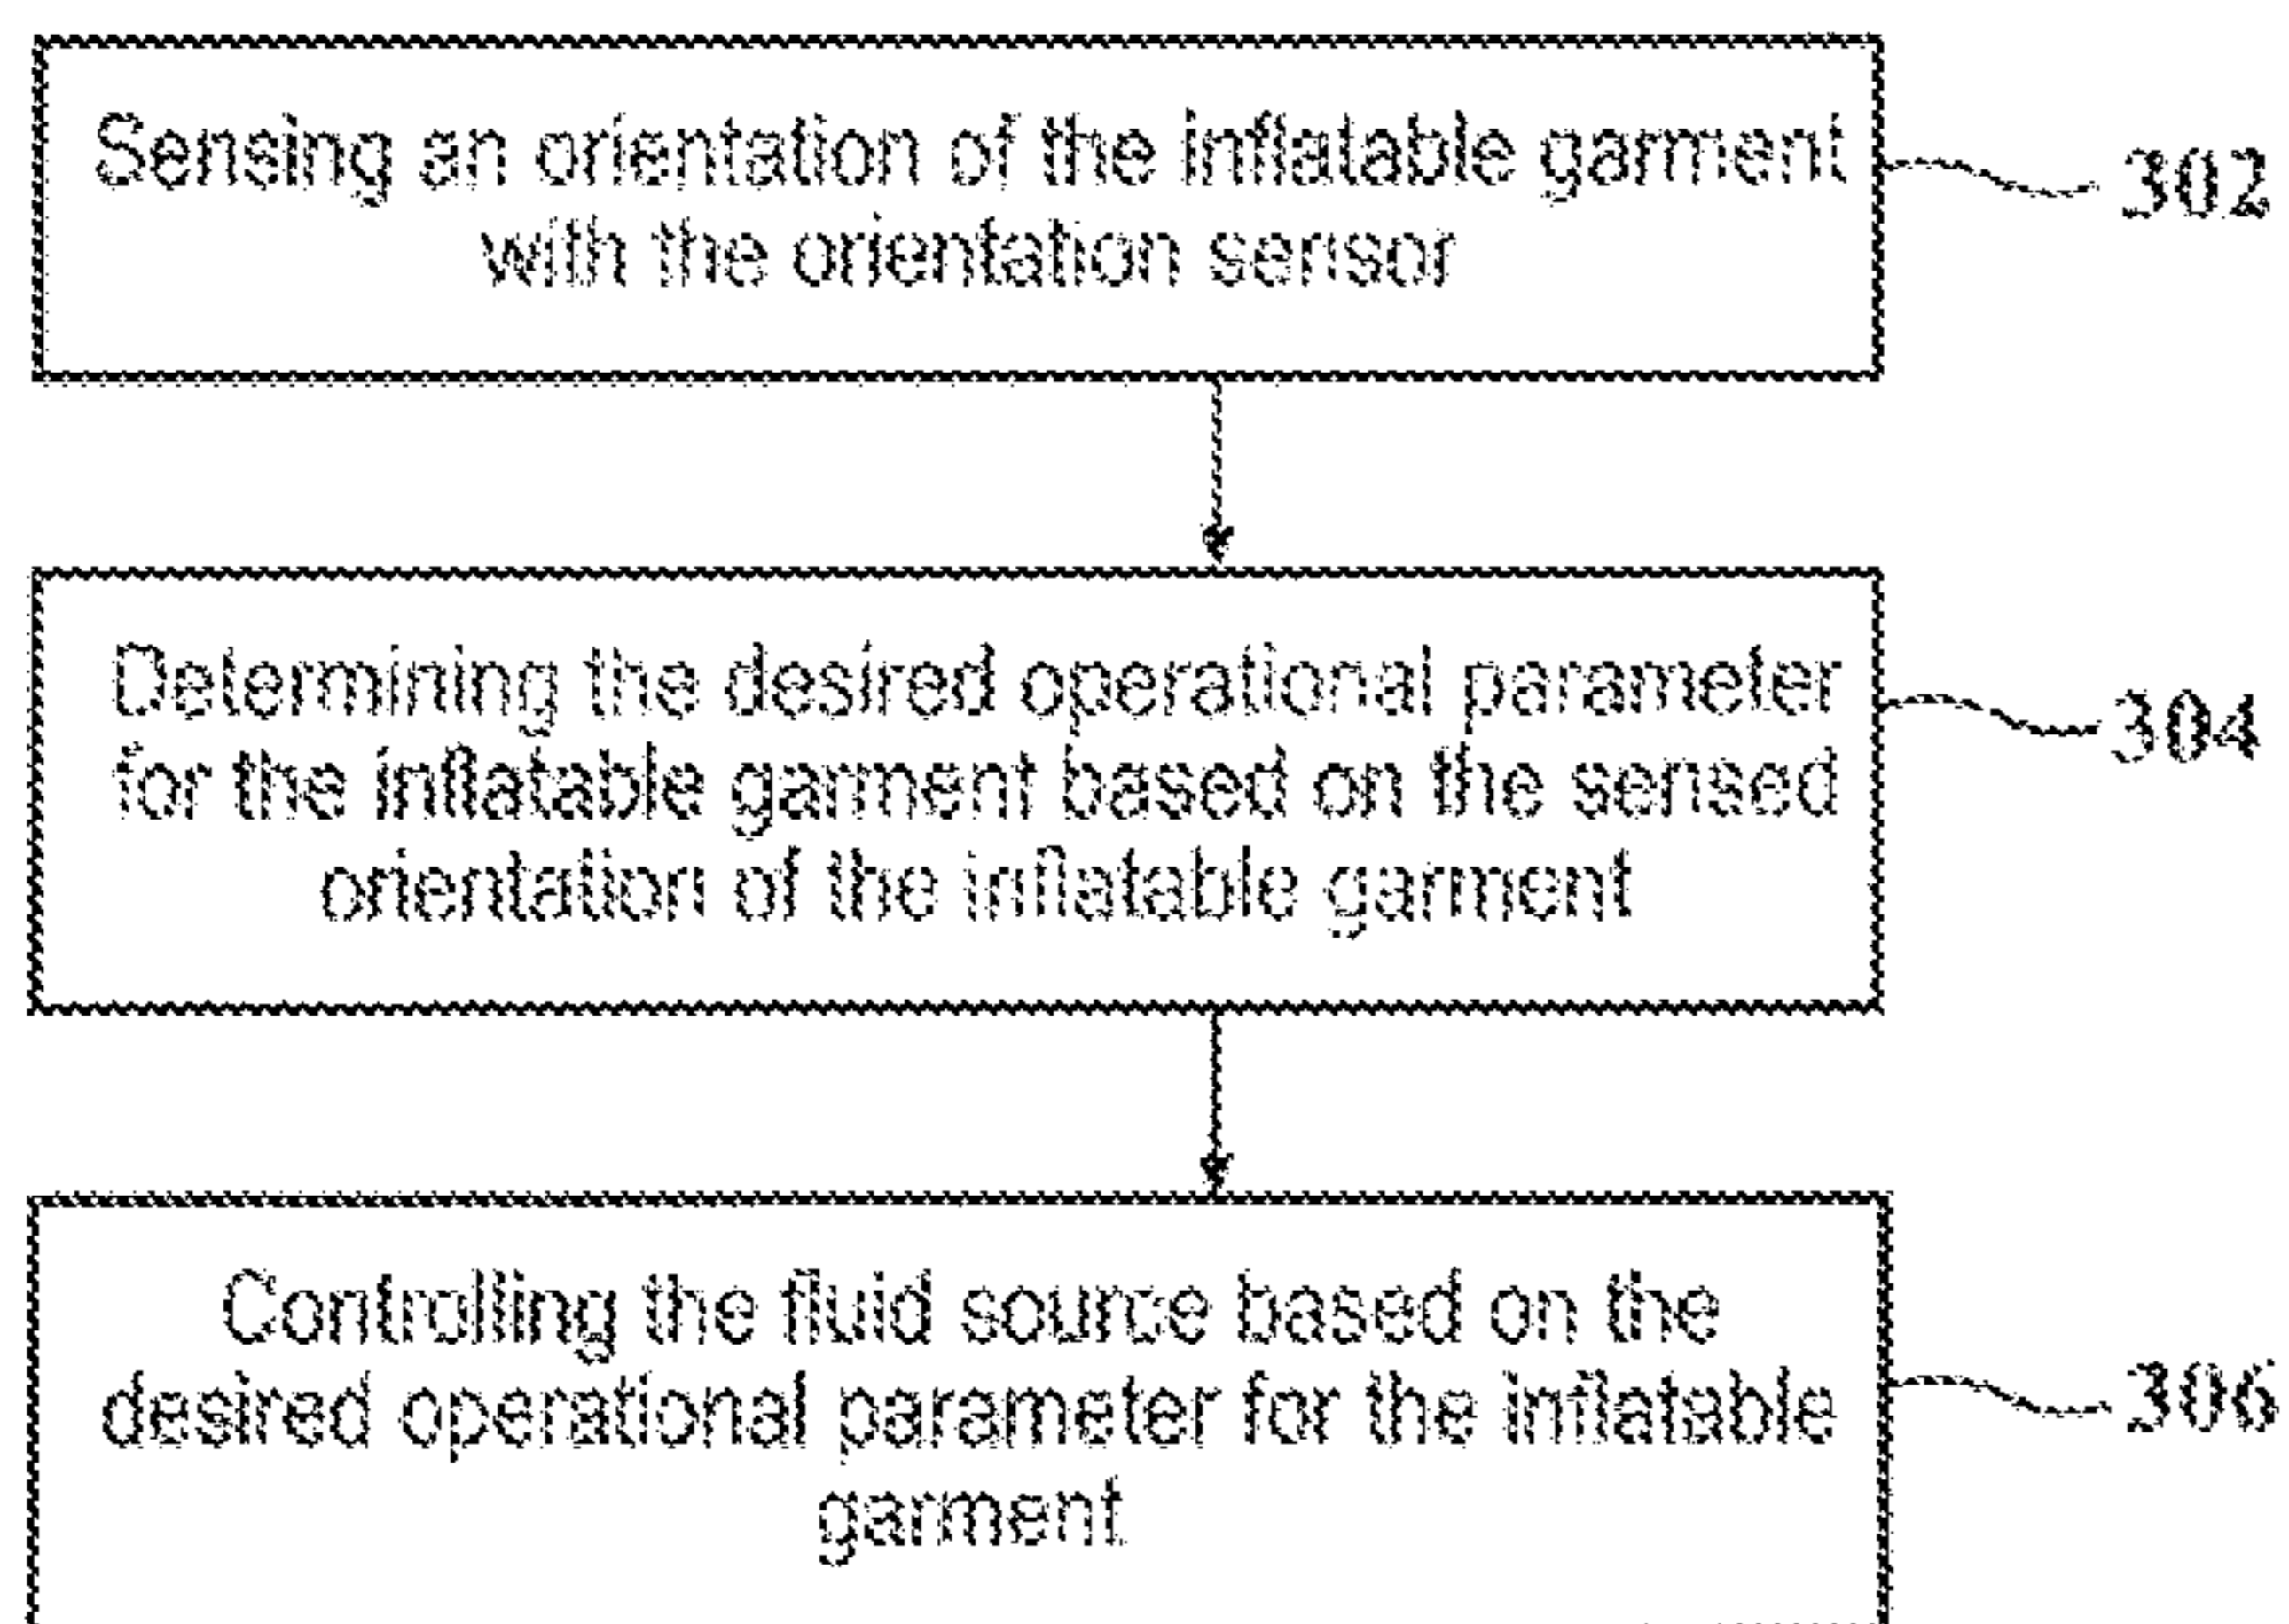 Sensing an orientation of the inflatable garment
with the orientation sensor
302
Determining the desired operational parameter
for the inflatable garment based on the sensed
orientation of the inflatable garment
304
Controlling the fluid source based on the
desired operational parameter for the inflatable
garment
306